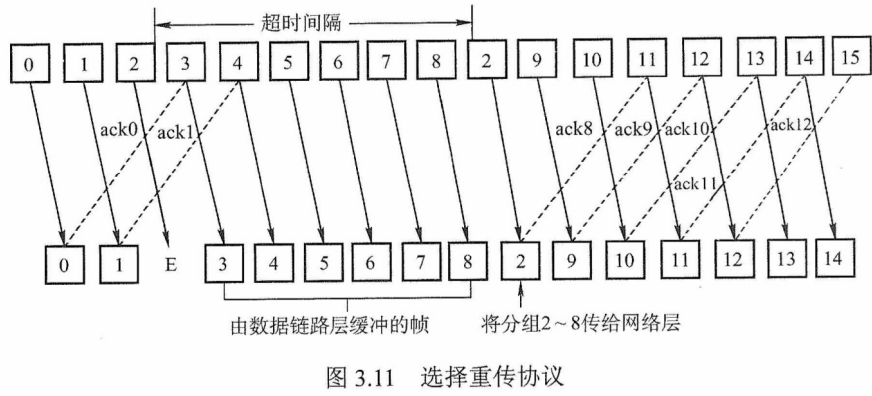 超时间隔
0 1 2 3 4 5 6 7 8 2 9 10 11 12 13 14 15
ack0 ack1 ack8 ack9 ack10 ack12
ack11
0 1 E 3 4 5 6 7 8 2 9 10 11 12 13 14
由数据链路层缓冲的帧 将分组2~8传给网络层
图 3.11 选择重传协议